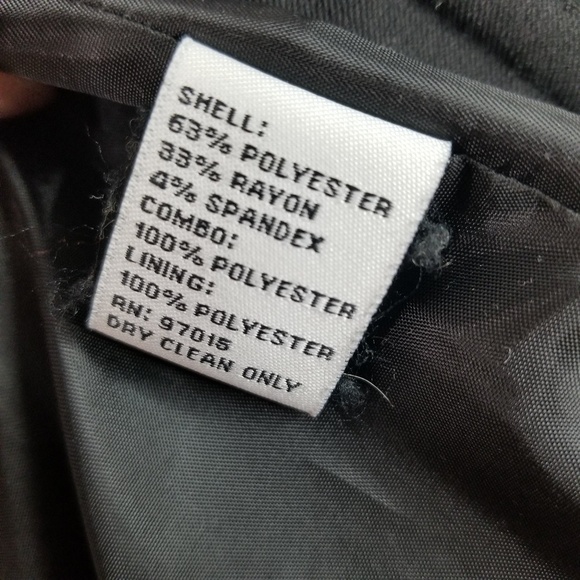 SHELL:
63% POLYESTER
33% RAYON
4% SPANDEX
COMBO:
100% POLYESTER
LINING:
100% POLYESTER
RN: 97015
DRY CLEAN ONLY